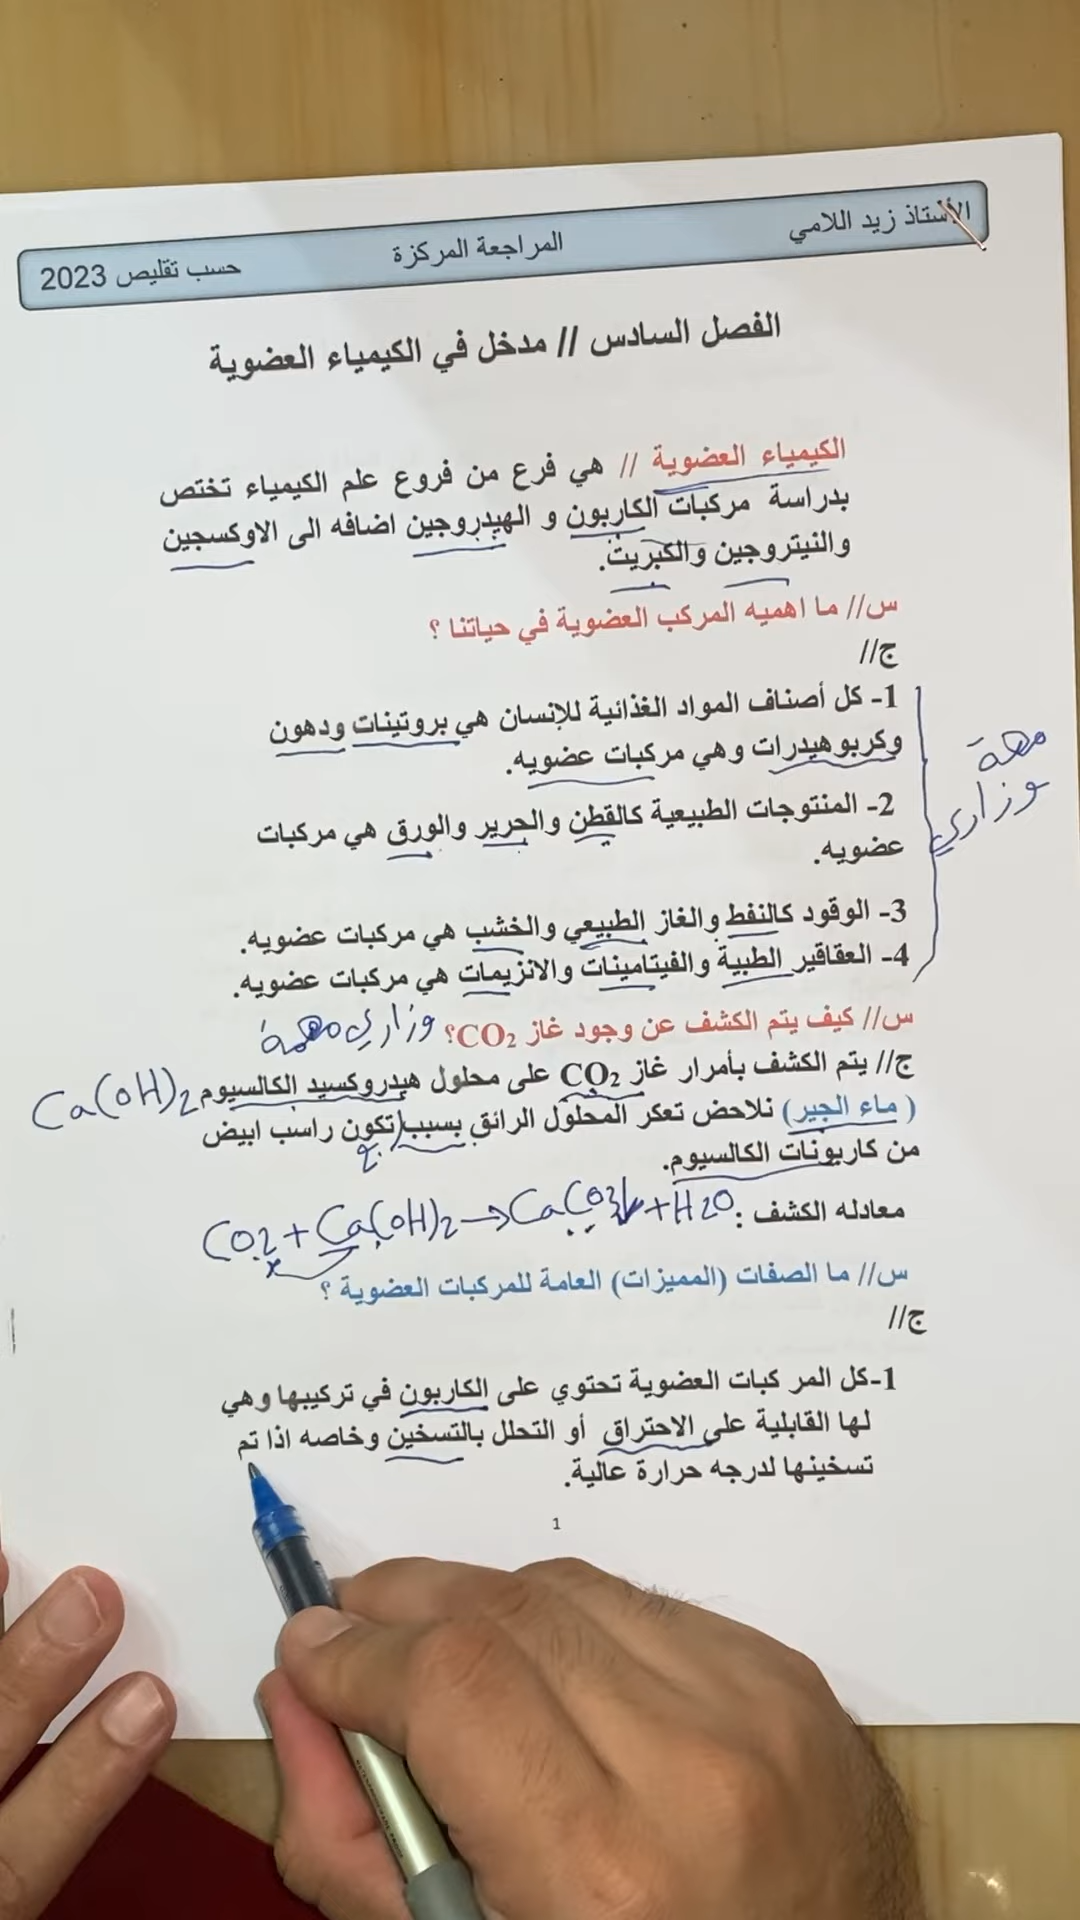 الأستاذ زيد اللامي المراجعة المركزة حسب تقليص 2023
الفصل السادس // مدخل في الكيمياء العضوية
الكيمياء العضوية // هي فرع من فروع علم الكيمياء تختص
بدراسة مركبات الكاربون و الهيدروجين اضافه الى الاوكسجين
والنيتروجين والكبريت.
س// ما اهميه المركب العضوية في حياتنا ؟
ج//
1- كل أصناف المواد الغذائية للإنسان هي بروتينات ودهون
وكربوهيدرات وهي مركبات عضويه.
مهمة
وزاري
2- المنتوجات الطبيعية كالقطن والحرير والورق هي مركبات
عضويه.
3- الوقود كالنفط والغاز الطبيعي والخشب هي مركبات عضويه.
4- العقاقير الطبية والفيتامينات والانزيمات هي مركبات عضويه.
س// كيف يتم الكشف عن وجود غاز CO₂؟ وزاري مهمة
ج// يتم الكشف بأمرار غاز CO₂ على محلول هيدروكسيد الكالسيوم Ca(OH)2
( ماء الجير) نلاحض تعكر المحلول الرائق بسبب(تكون راسب ابيض
من كاربونات الكالسيوم.
معادله الكشف : CO2 + Ca(OH)2 → CaCO3↓ + H2O
س// ما الصفات (المميزات) العامة للمركبات العضوية ؟
ج//
1-كل المر كبات العضوية تحتوي على الكاربون في تركيبها وهي
لها القابلية على الاحتراق أو التحلل بالتسخين وخاصه اذا تم
تسخينها لدرجه حرارة عالية.
1